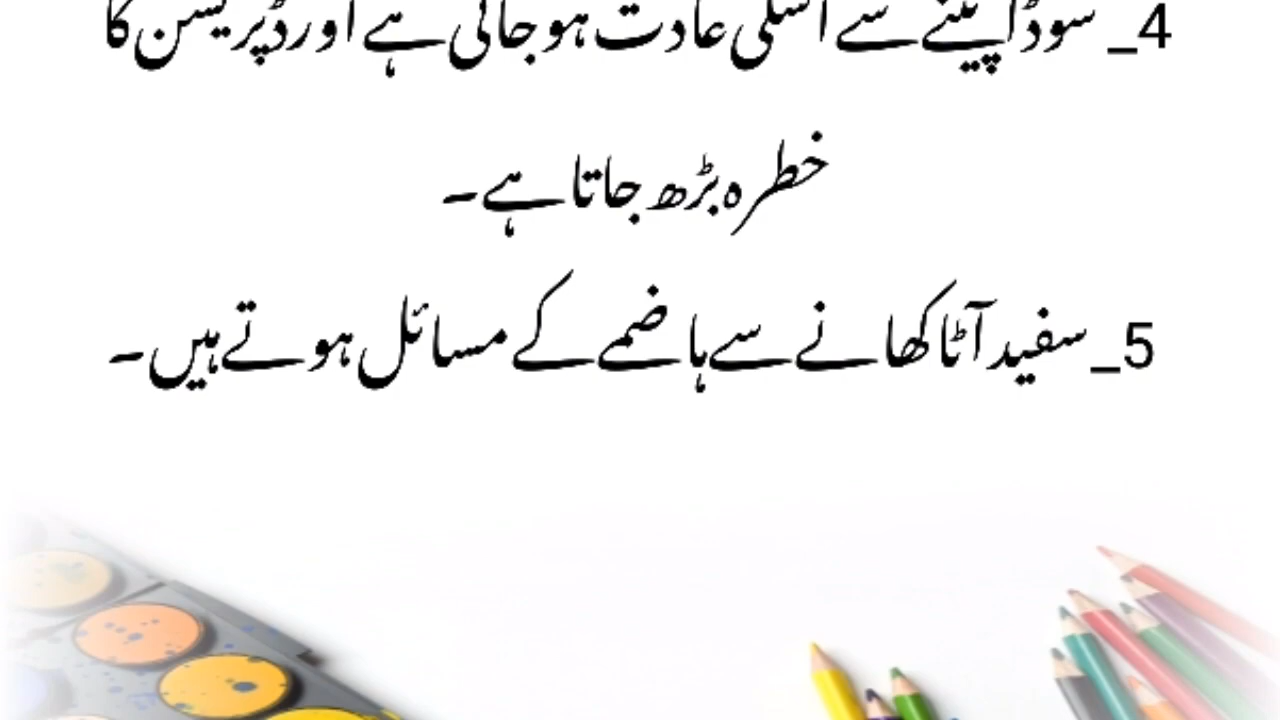 4_ سوڈا پینے سے اسکی عادت ہو جاتی ہے اور ڈپریشن کا
خطرہ بڑھ جاتا ہے۔
5_ سفید آٹا کھانے سے ہاضمے کے مسائل ہوتے ہیں۔